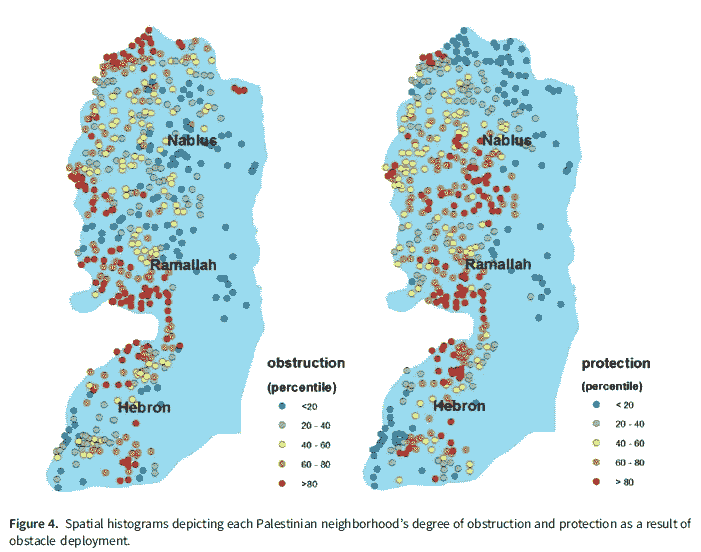 Nablus
Ramallah
Hebron
obstruction
(percentile)
<20
20 - 40
40 - 60
60 - 80
>80
Nablus
Ramallah
Hebron
protection
(percentile)
< 20
20 - 40
40 - 60
60 - 80
> 80
Figure 4. Spatial histograms depicting each Palestinian neighborhood’s degree of obstruction and protection as a result of
obstacle deployment.